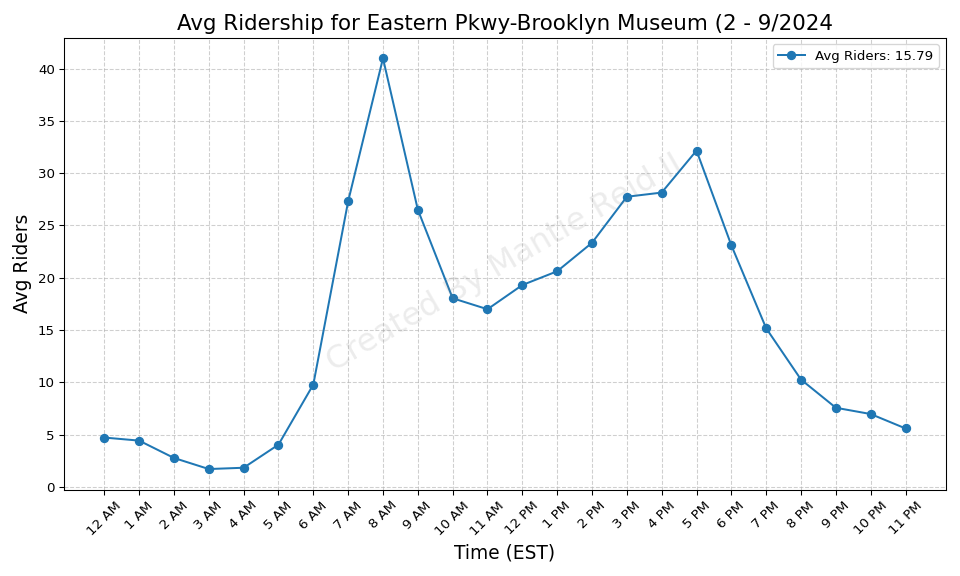 Avg Ridership for Eastern Pkwy-Brooklyn Museum (2 - 9/2024
Avg Riders: 15.79
40
35
30
25
20
15
10
5
0
Avg Riders
Created By Mantle Reid II
12 AM
1 AM
2 AM
3 AM
4 AM
5 AM
6 AM
7 AM
8 AM
9 AM
10 AM
11 AM
12 PM
1 PM
2 PM
3 PM
4 PM
5 PM
6 PM
7 PM
8 PM
9 PM
10 PM
11 PM
Time (EST)